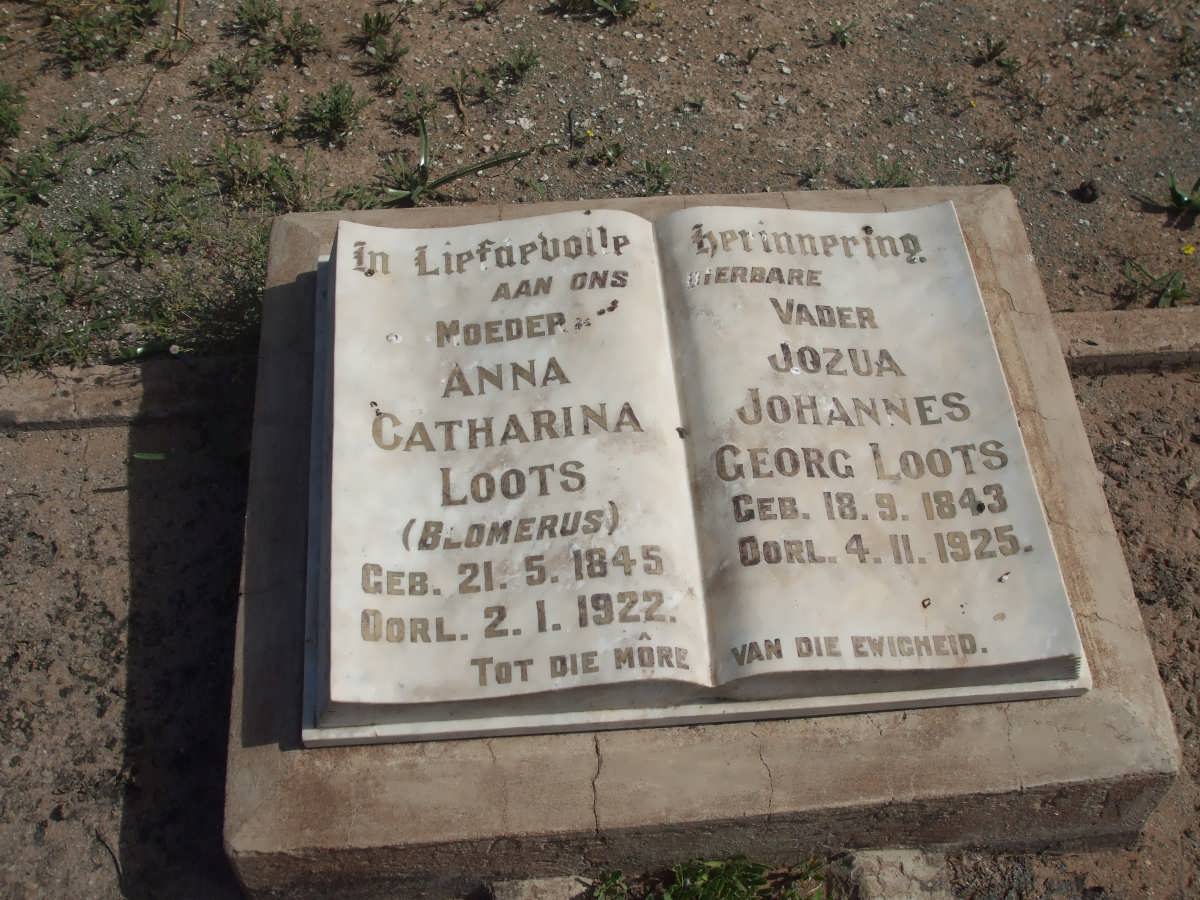 In Liefdevolle Herinnering.
AAN ONS DIERBARE
MOEDER
ANNA
CATHARINA
LOOTS
(BLOMERUS)
GEB. 21. 5. 1845
OORL. 2. 1. 1922.
VADER
JOZUA
JOHANNES
GEORG LOOTS
GEB. 18. 9. 1843
OORL. 4. 11. 1925.
TOT DIE MÔRE VAN DIE EWIGHEID.